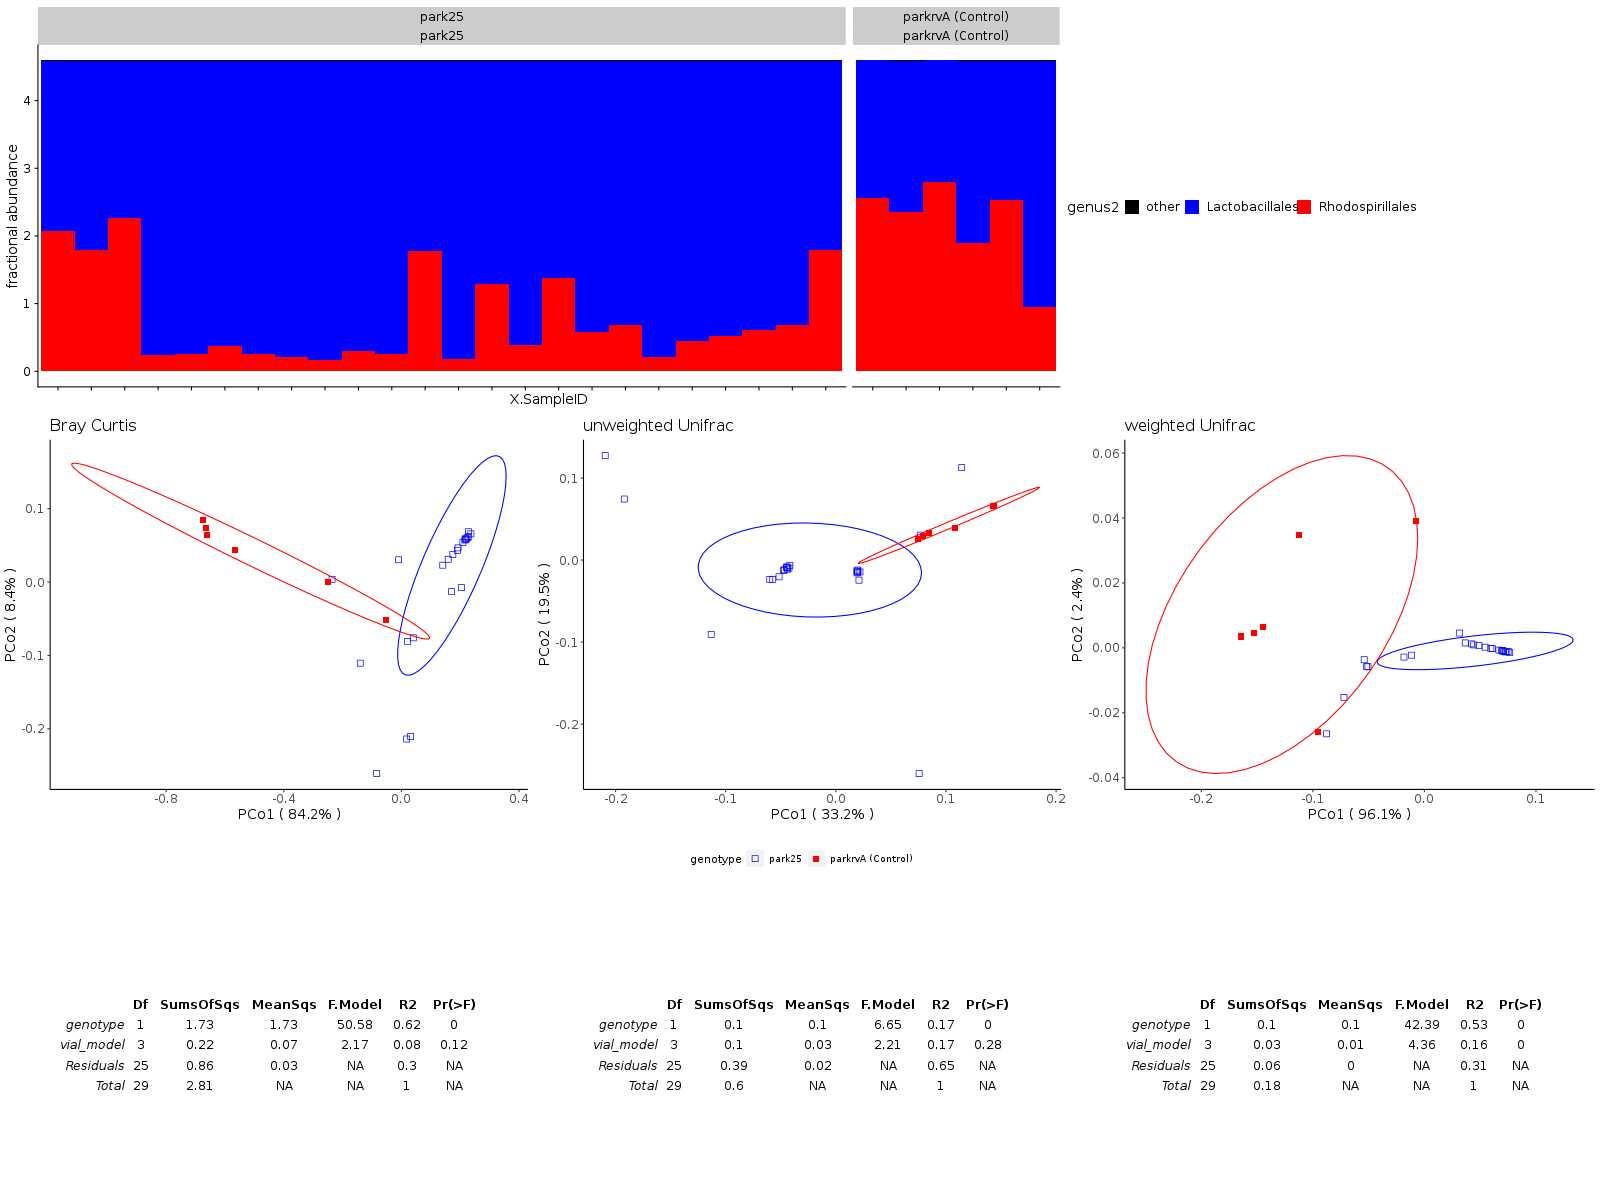 park25 parkrvA (Control)
park25 parkrvA (Control)
fractional abundance
4
3
2
1
0
X.SampleID
genus2 other Lactobacillales Rhodospirillales
Bray Curtis
PCo2 ( 8.4% )
0.1
0.0
-0.1
-0.2
-0.8 -0.4 0.0 0.4
PCo1 ( 84.2% )
unweighted Unifrac
PCo2 ( 19.5% )
0.1
0.0
-0.1
-0.2
-0.2 -0.1 0.0 0.1 0.2
PCo1 ( 33.2% )
weighted Unifrac
PCo2 ( 2.4% )
0.06
0.04
0.02
0.00
-0.02
-0.04
-0.2 -0.1 0.0 0.1
PCo1 ( 96.1% )
genotype park25 parkrvA (Control)
Df SumsOfSqs MeanSqs F.Model R2 Pr(>F)
genotype 1 1.73 1.73 50.58 0.62 0
vial_model 3 0.22 0.07 2.17 0.08 0.12
Residuals 25 0.86 0.03 NA 0.3 NA
Total 29 2.81 NA NA 1 NA
Df SumsOfSqs MeanSqs F.Model R2 Pr(>F)
genotype 1 0.1 0.1 6.65 0.17 0
vial_model 3 0.1 0.03 2.21 0.17 0.28
Residuals 25 0.39 0.02 NA 0.65 NA
Total 29 0.6 NA NA 1 NA
Df SumsOfSqs MeanSqs F.Model R2 Pr(>F)
genotype 1 0.1 0.1 42.39 0.53 0
vial_model 3 0.03 0.01 4.36 0.16 0
Residuals 25 0.06 0 NA 0.31 NA
Total 29 0.18 NA NA 1 NA